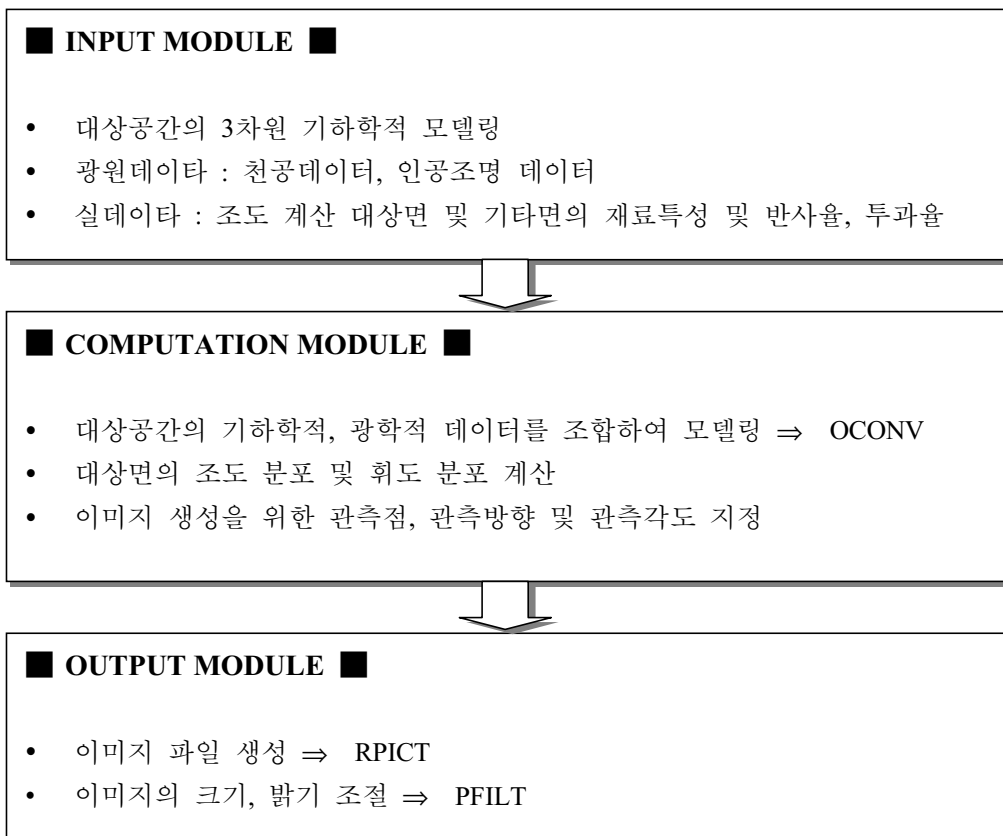 ■ INPUT MODULE ■
• 대상공간의 3차원 기하학적 모델링
• 광원데이타 : 천공데이터, 인공조명 데이터
• 실데이타 : 조도 계산 대상면 및 기타면의 재료특성 및 반사율, 투과율
■ COMPUTATION MODULE ■
• 대상공간의 기하학적, 광학적 데이터를 조합하여 모델링 ⇒ OCONV
• 대상면의 조도 분포 및 휘도 분포 계산
• 이미지 생성을 위한 관측점, 관측방향 및 관측각도 지정
■ OUTPUT MODULE ■
• 이미지 파일 생성 ⇒ RPICT
• 이미지의 크기, 밝기 조절 ⇒ PFILT